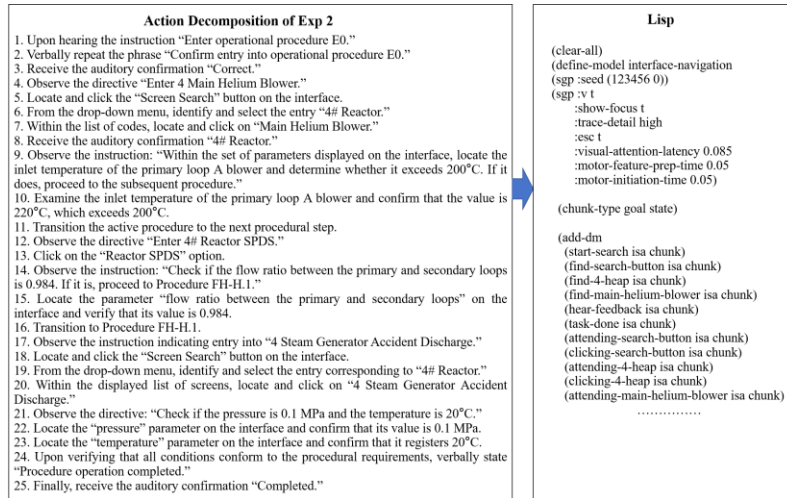 Action Decomposition of Exp 2
1. Upon hearing the instruction “Enter operational procedure E0.”
2. Verbally repeat the phrase “Confirm entry into operational procedure E0.”
3. Receive the auditory confirmation “Correct.”
4. Observe the directive “Enter 4 Main Helium Blower.”
5. Locate and click the “Screen Search” button on the interface.
6. From the drop-down menu, identify and select the entry “4# Reactor.”
7. Within the list of codes, locate and click on “Main Helium Blower.”
8. Receive the auditory confirmation “4# Reactor.”
9. Observe the instruction: “Within the set of parameters displayed on the interface, locate the
inlet temperature of the primary loop A blower and determine whether it exceeds 200°C. If it
does, proceed to the subsequent procedure.”
10. Examine the inlet temperature of the primary loop A blower and confirm that the value is
220°C, which exceeds 200°C.
11. Transition the active procedure to the next procedural step.
12. Observe the directive “Enter 4# Reactor SPDS.”
13. Click on the “Reactor SPDS” option.
14. Observe the instruction: “Check if the flow ratio between the primary and secondary loops
is 0.984. If it is, proceed to Procedure FH-H.1.”
15. Locate the parameter “flow ratio between the primary and secondary loops” on the
interface and verify that its value is 0.984.
16. Transition to Procedure FH-H.1.
17. Observe the instruction indicating entry into “4 Steam Generator Accident Discharge.”
18. Locate and click the “Screen Search” button on the interface.
19. From the drop-down menu, identify and select the entry corresponding to “4# Reactor.”
20. Within the displayed list of screens, locate and click on “4 Steam Generator Accident
Discharge.”
21. Observe the directive: “Check if the pressure is 0.1 MPa and the temperature is 20°C.”
22. Locate the “pressure” parameter on the interface and confirm that its value is 0.1 MPa.
23. Locate the “temperature” parameter on the interface and confirm that it registers 20°C.
24. Upon verifying that all conditions conform to the procedural requirements, verbally state
“Procedure operation completed.”
25. Finally, receive the auditory confirmation “Completed.”
Lisp
(clear-all)
(define-model interface-navigation
(sgp :seed (123456 0))
(sgp :v t
:show-focus t
:trace-detail high
:esc t
:visual-attention-latency 0.085
:motor-feature-prep-time 0.05
:motor-initiation-time 0.05)
(chunk-type goal state)
(add-dm
(start-search isa chunk)
(find-search-button isa chunk)
(find-4-heap isa chunk)
(find-main-helium-blower isa chunk)
(hear-feedback isa chunk)
(task-done isa chunk)
(attending-search-button isa chunk)
(clicking-search-button isa chunk)
(attending-4-heap isa chunk)
(clicking-4-heap isa chunk)
(attending-main-helium-blower isa chunk)
……………